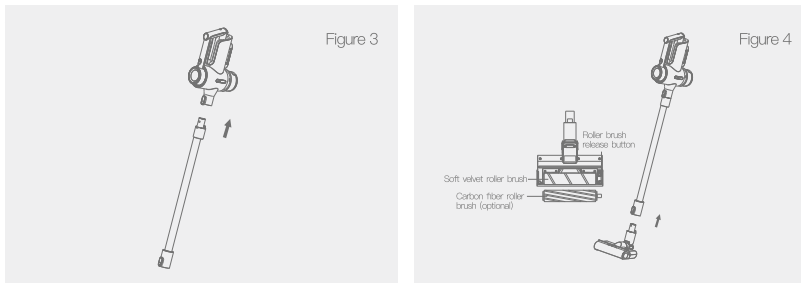 Figure 3
Figure 4
Roller brush
release button
Soft velvet roller brush
Carbon fiber roller
brush (optional)